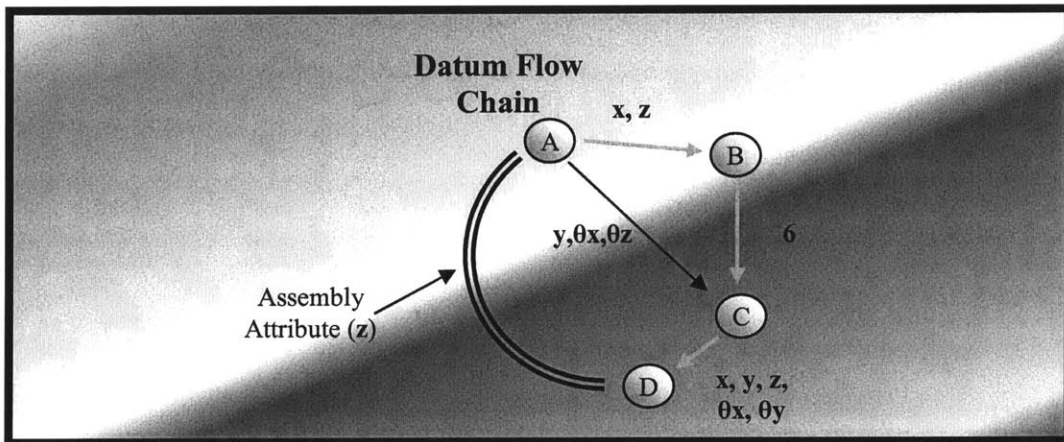 Datum Flow
Chain
x, z
A
B
y,θx,θz
6
Assembly
Attribute (z)
C
D
x, y, z,
θx, θy